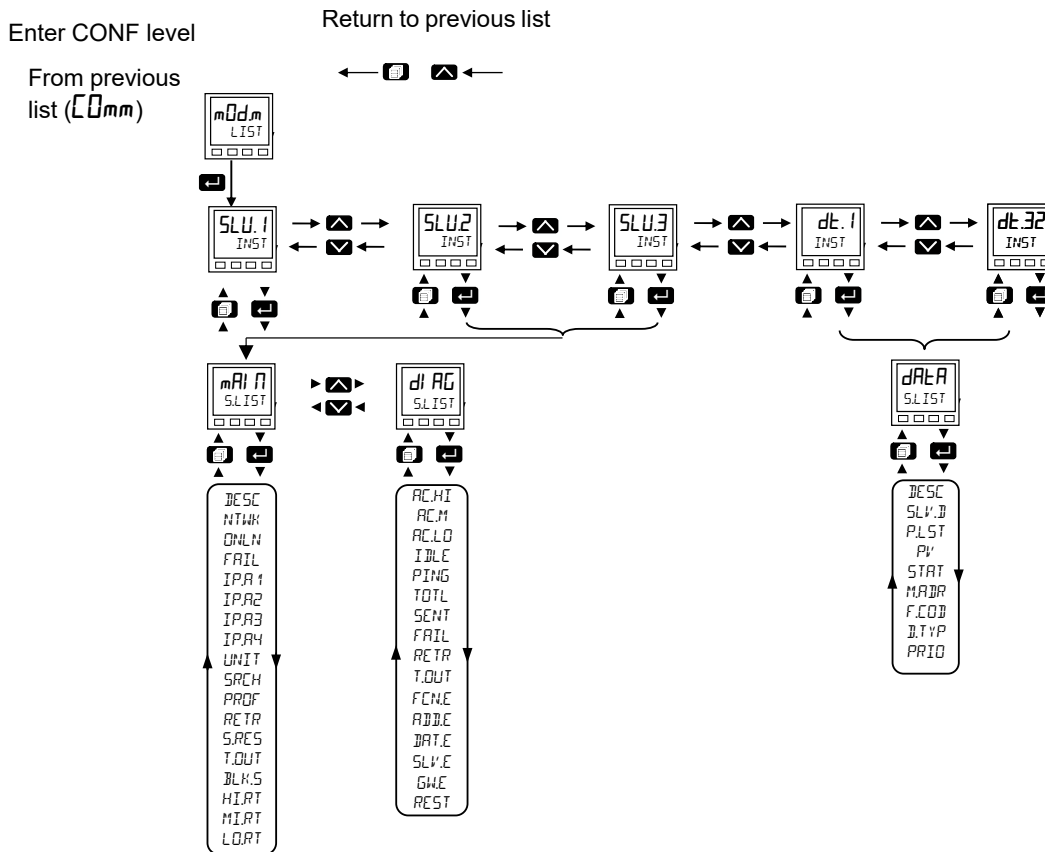 Return to previous list
Enter CONF level
From previous
list (COmm)
mOd.m
LIST
SLV.1
INST
SLV.2
INST
SLV.3
INST
dt.1
INST
dt.32
INST
mAIN
S.LIST
dIAG
S.LIST
dAtA
S.LIST
DESC
NTWK
ONLN
FAIL
IP.A1
IP.A2
IP.A3
IP.A4
UNIT
SRCH
PROF
RETR
S.RES
T.OUT
BLK.S
HI.RT
MI.RT
LO.RT
AC.HI
AC.M
AC.LO
IDLE
PING
TOTL
SENT
FAIL
RETR
T.OUT
FCN.E
ADD.E
DAT.E
SLV.E
GW.E
REST
DESC
SLV.D
P.LST
PV
STAT
M.ADR
F.COD
D.TYP
PRIO